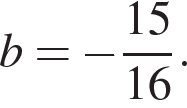 b = −15/16.